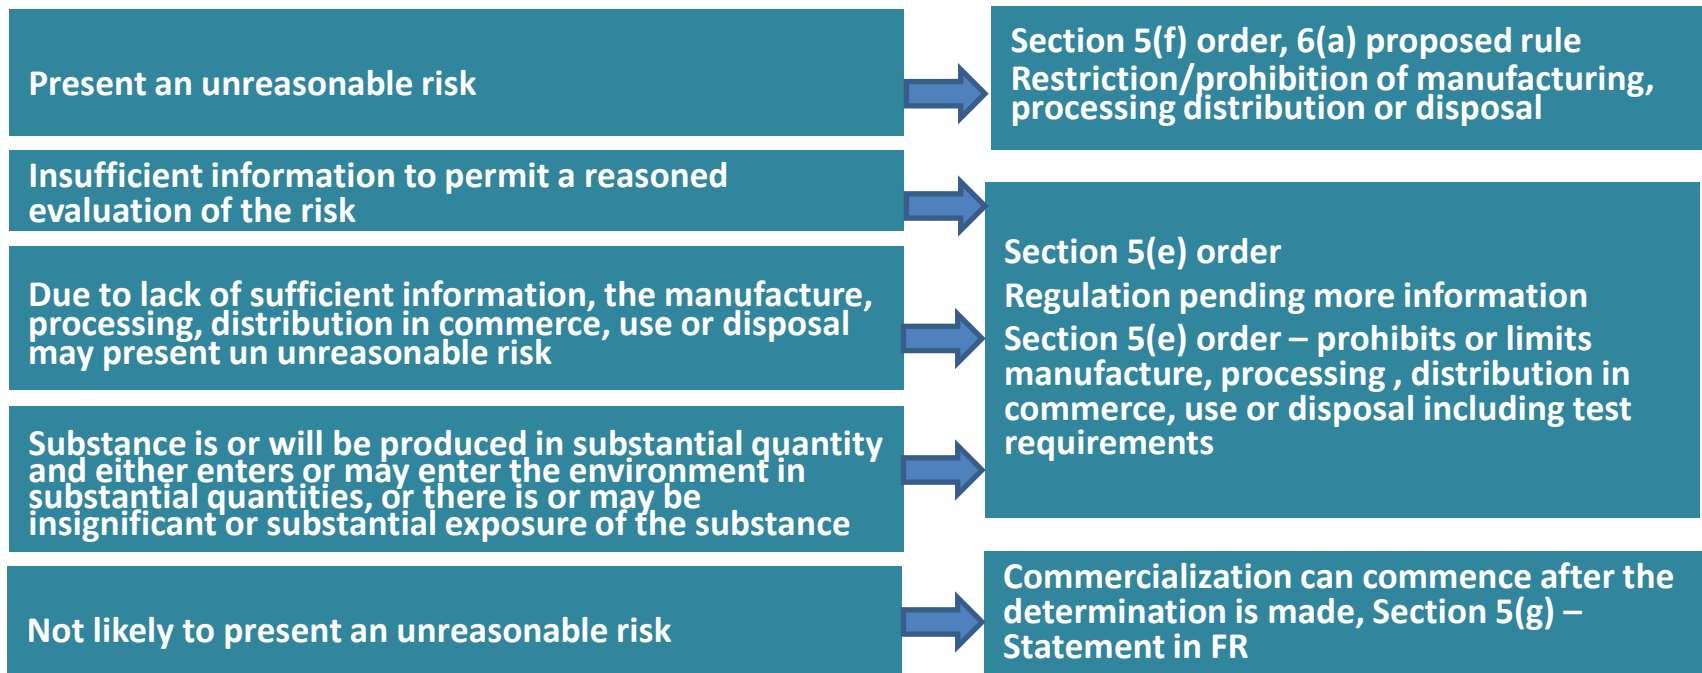 Present an unreasonable risk
Section 5(f) order, 6(a) proposed rule
Restriction/prohibition of manufacturing,
processing distribution or disposal
Insufficient information to permit a reasoned
evaluation of the risk
Due to lack of sufficient information, the manufacture,
processing, distribution in commerce, use or disposal
may present un unreasonable risk
Substance is or will be produced in substantial quantity
and either enters or may enter the environment in
substantial quantities, or there is or may be
insignificant or substantial exposure of the substance
Section 5(e) order
Regulation pending more information
Section 5(e) order – prohibits or limits
manufacture, processing , distribution in
commerce, use or disposal including test
requirements
Not likely to present an unreasonable risk
Commercialization can commence after the
determination is made, Section 5(g) –
Statement in FR